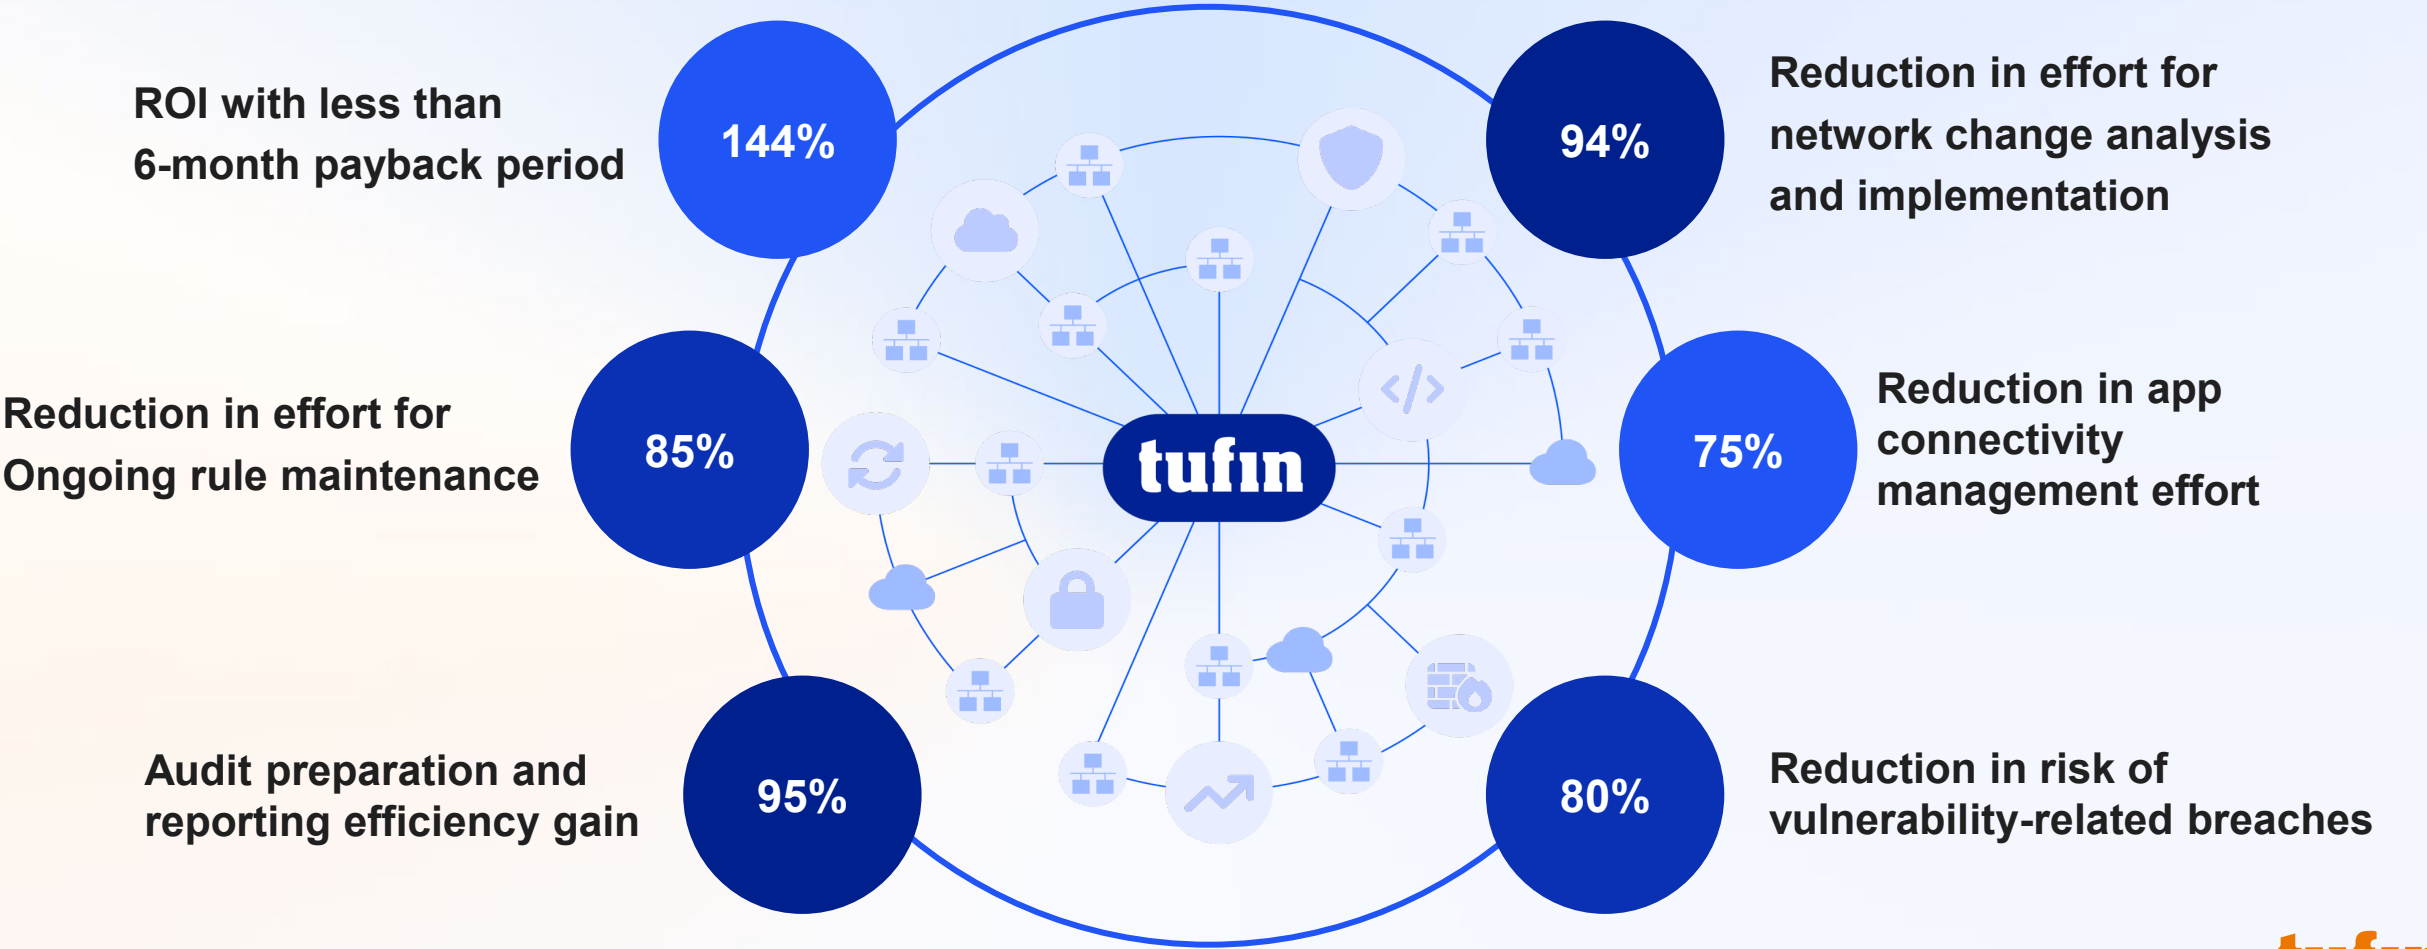 ROI with less than
6-month payback period
144%
94%
Reduction in effort for
network change analysis
and implementation
Reduction in effort for
Ongoing rule maintenance
85%
tufin
75%
Reduction in app
connectivity
management effort
Audit preparation and
reporting efficiency gain
95%
80%
Reduction in risk of
vulnerability-related breaches